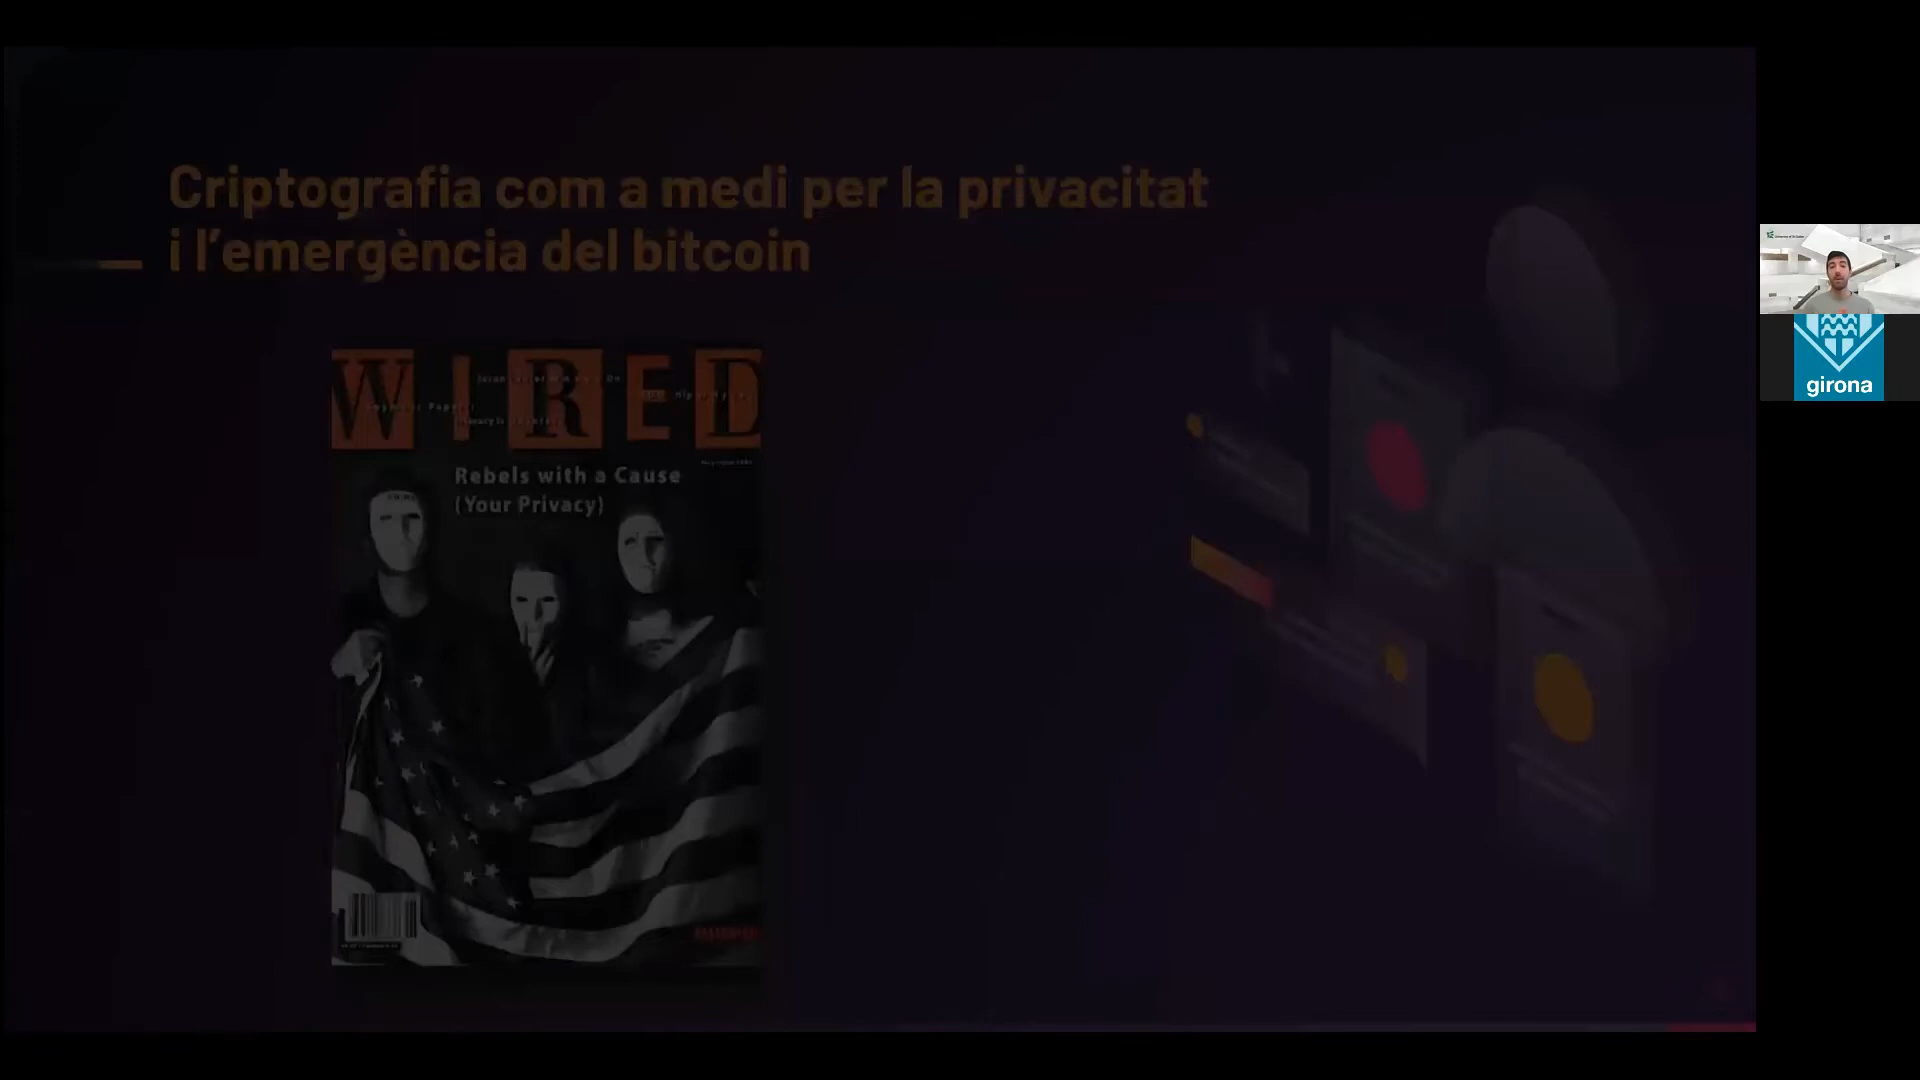 Criptografia com a medi per la privacitat
i l'emergència del bitcoin
WIRED
Rebels with a Cause
(Your Privacy)
girona